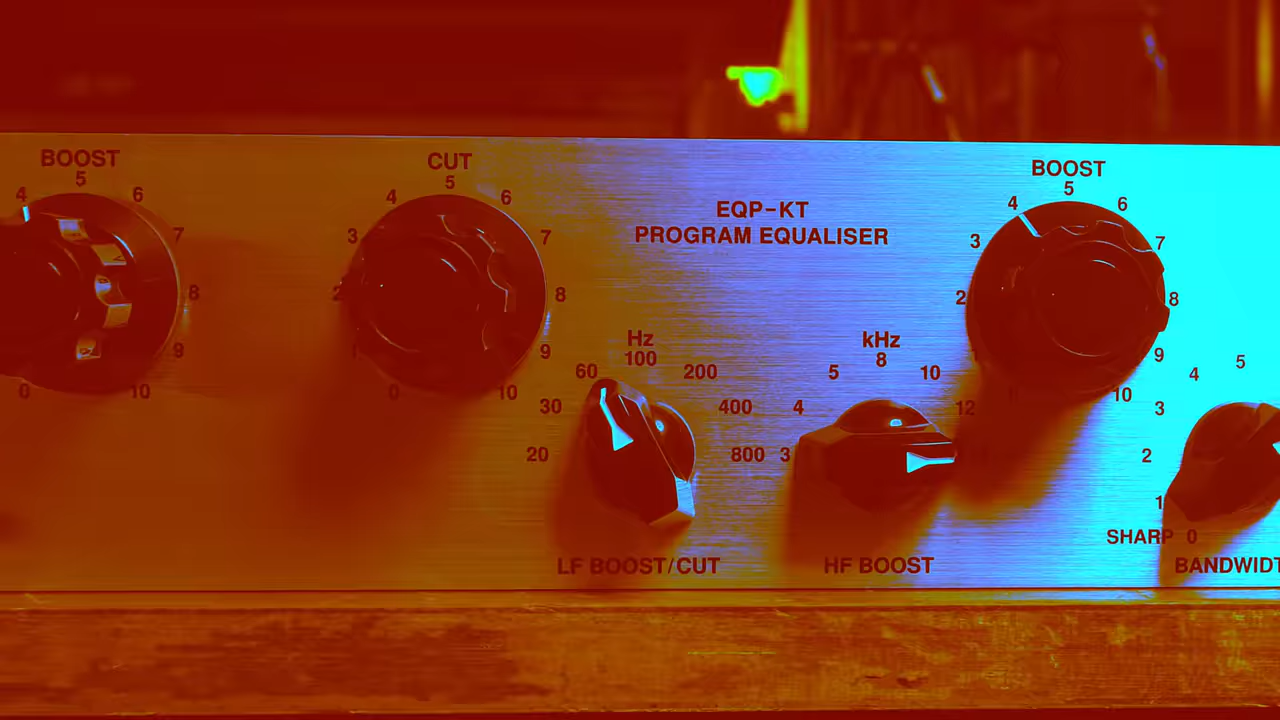 BOOST
4 5 6
7
8
9
0 10
CUT
4 5 6
3 7
2 8
9
0 10
EQP-KT
PROGRAM EQUALISER
Hz
60 100 200
30 400
20 800
LF BOOST/CUT
kHz
5 8 10
4 12
3
HF BOOST
BOOST
4 5 6
3 7
2 8
9
10
4 5
3
2
1
SHARP 0